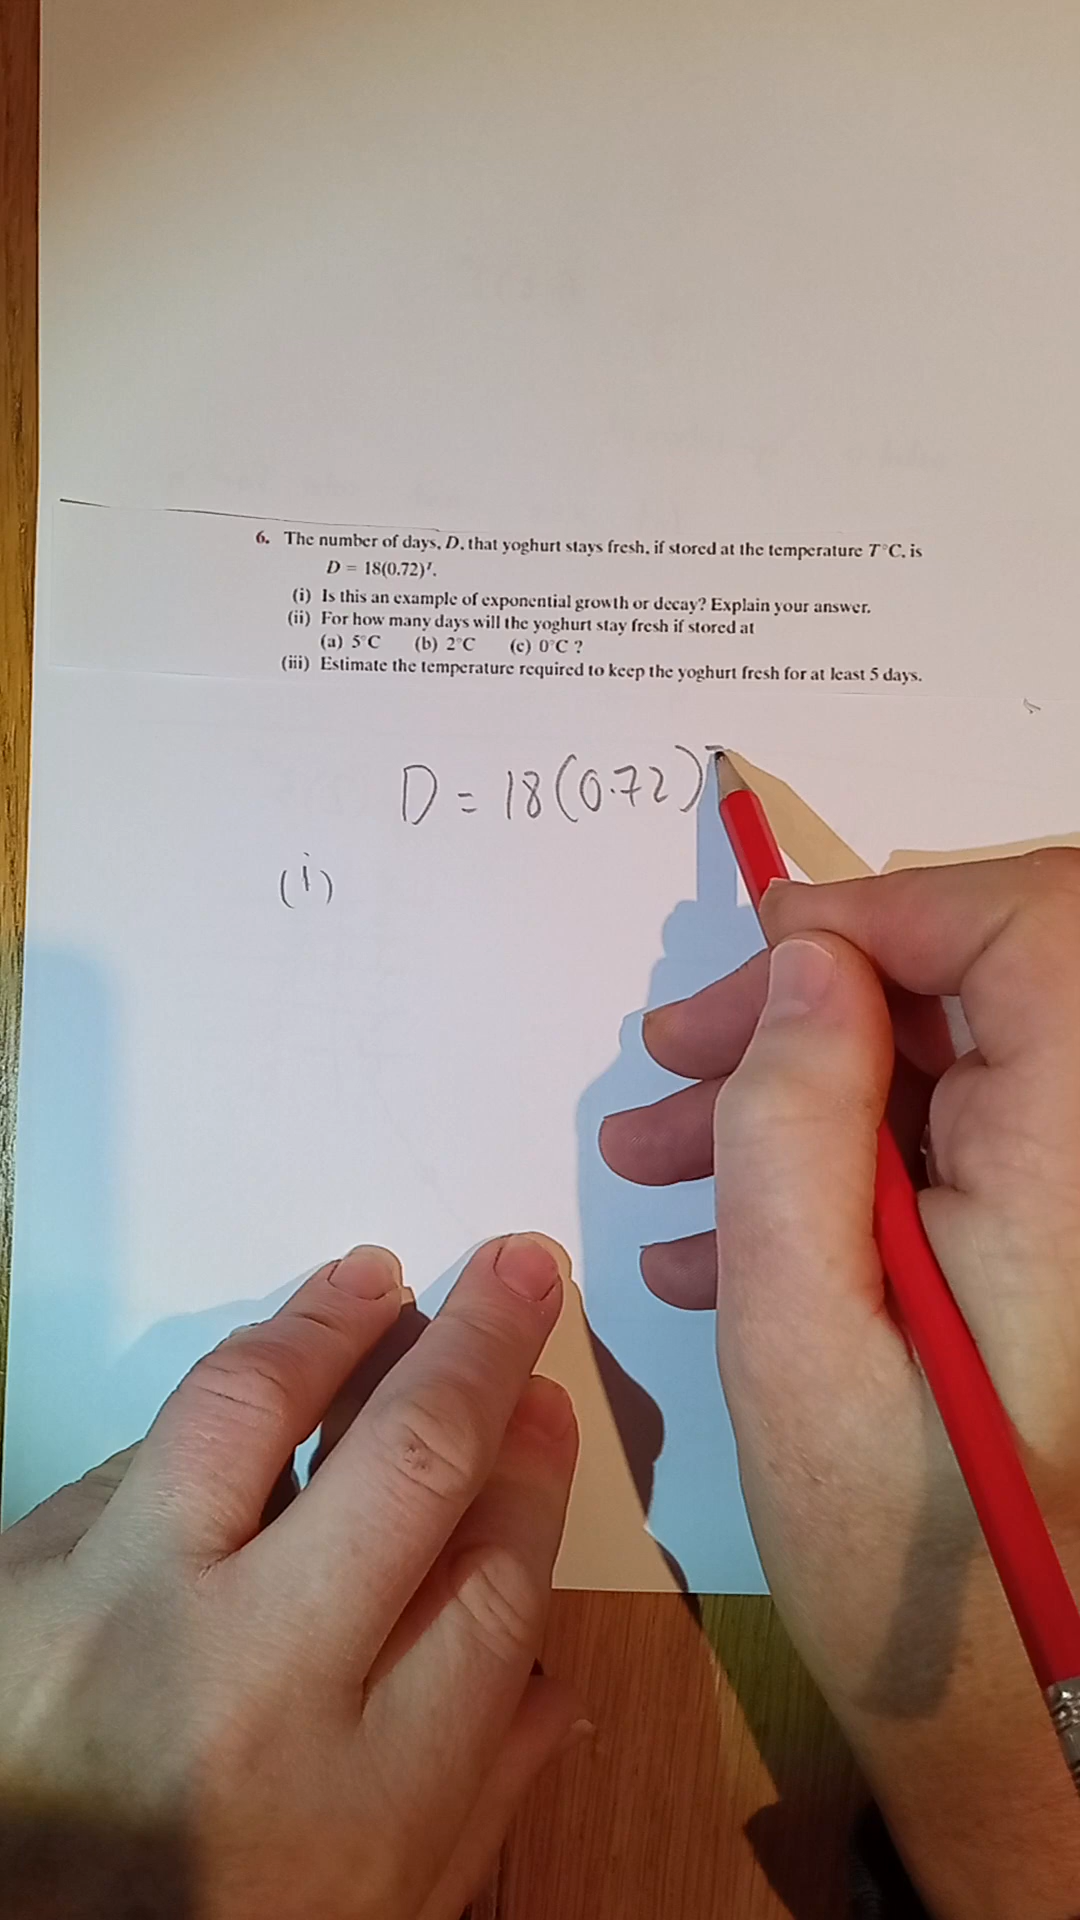 6. The number of days, D, that yoghurt stays fresh, if stored at the temperature T°C, is
D = 18(0.72)ᵀ.
(i) Is this an example of exponential growth or decay? Explain your answer.
(ii) For how many days will the yoghurt stay fresh if stored at
(a) 5°C (b) 2°C (c) 0°C ?
(iii) Estimate the temperature required to keep the yoghurt fresh for at least 5 days.
D = 18(0.72)
(i)